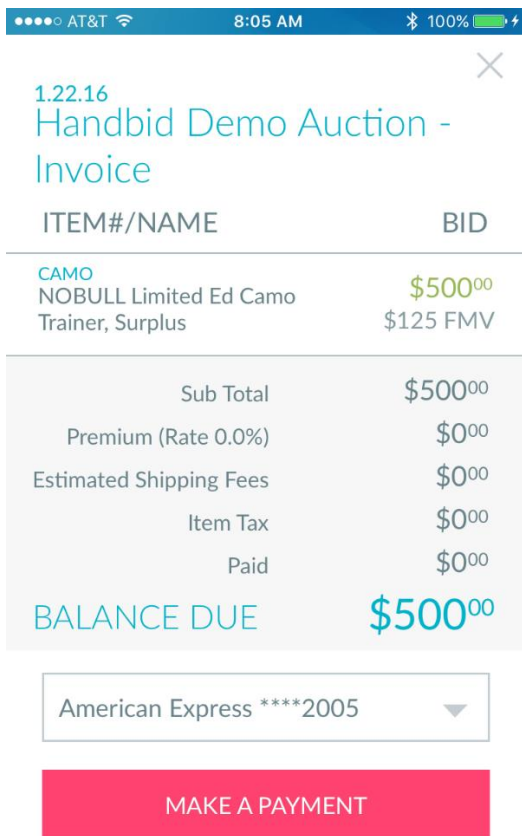 AT&T 8:05 AM 100%
1.22.16
Handbid Demo Auction -
Invoice
ITEM#/NAME BID
CAMO
NOBULL Limited Ed Camo $500⁰⁰
Trainer, Surplus $125 FMV
Sub Total $500⁰⁰
Premium (Rate 0.0%) $0⁰⁰
Estimated Shipping Fees $0⁰⁰
Item Tax $0⁰⁰
Paid $0⁰⁰
BALANCE DUE $500⁰⁰
American Express ****2005
MAKE A PAYMENT